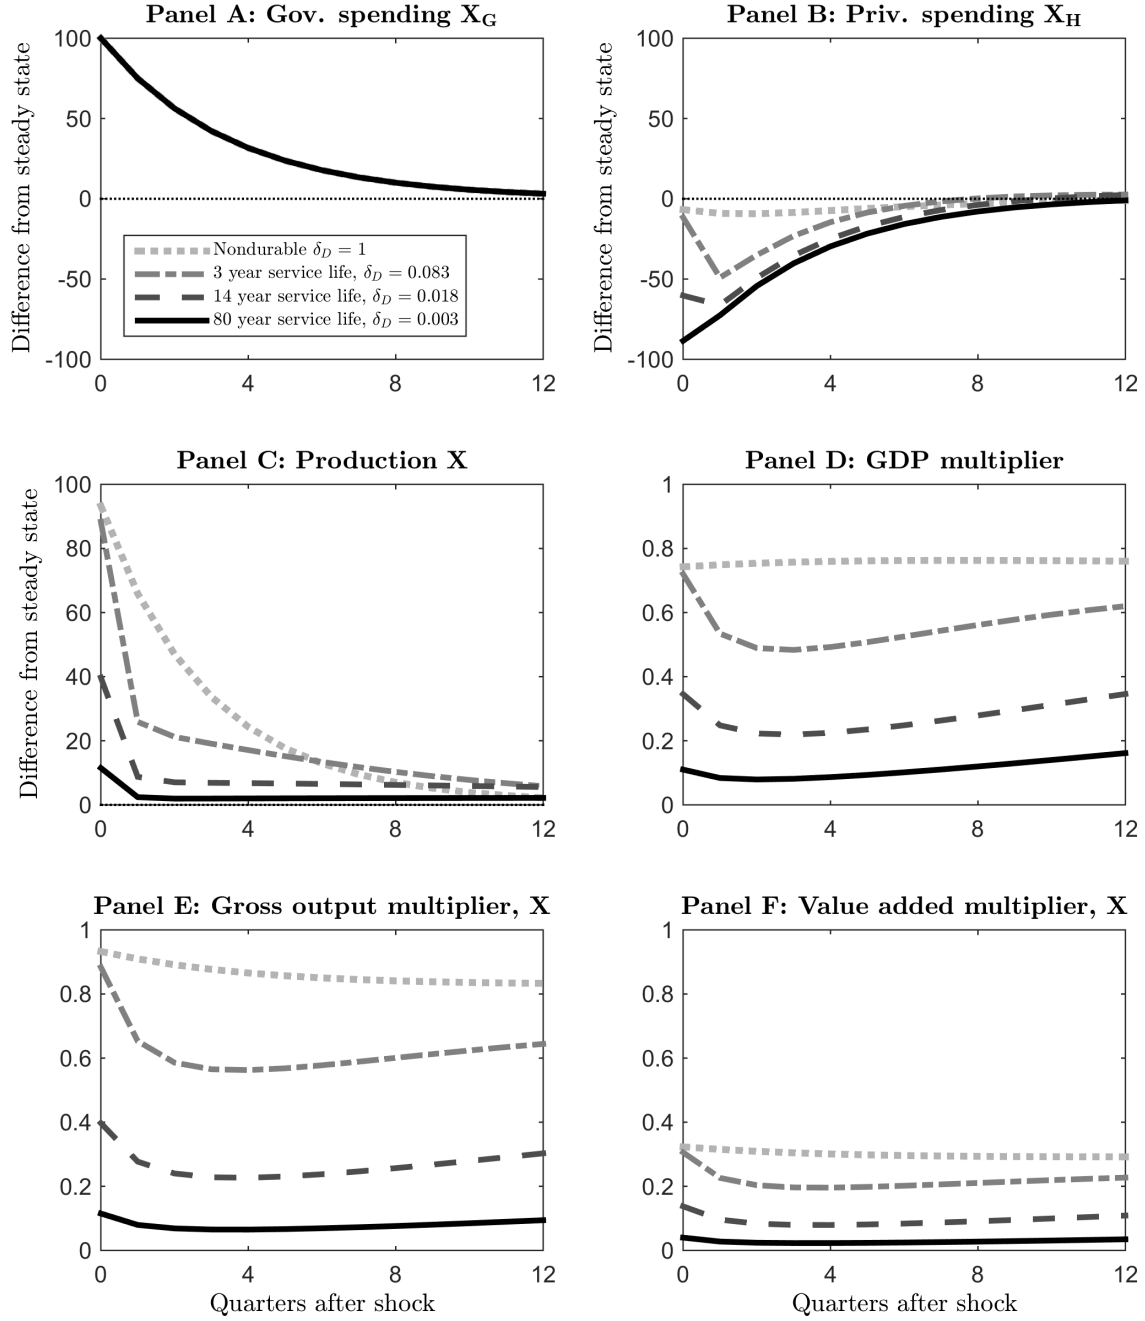 Panel A: Gov. spending X_G
Difference from steady state
100
50
0
-50
-100
Nondurable δ_D = 1
3 year service life, δ_D = 0.083
14 year service life, δ_D = 0.018
80 year service life, δ_D = 0.003
0 4 8 12
Panel B: Priv. spending X_H
Difference from steady state
100
50
0
-50
-100
0 4 8 12
Panel C: Production X
Difference from steady state
100
80
60
40
20
0
0 4 8 12
Panel D: GDP multiplier
1
0.8
0.6
0.4
0.2
0
0 4 8 12
Panel E: Gross output multiplier, X
1
0.8
0.6
0.4
0.2
0
0 4 8 12
Quarters after shock
Panel F: Value added multiplier, X
1
0.8
0.6
0.4
0.2
0
0 4 8 12
Quarters after shock